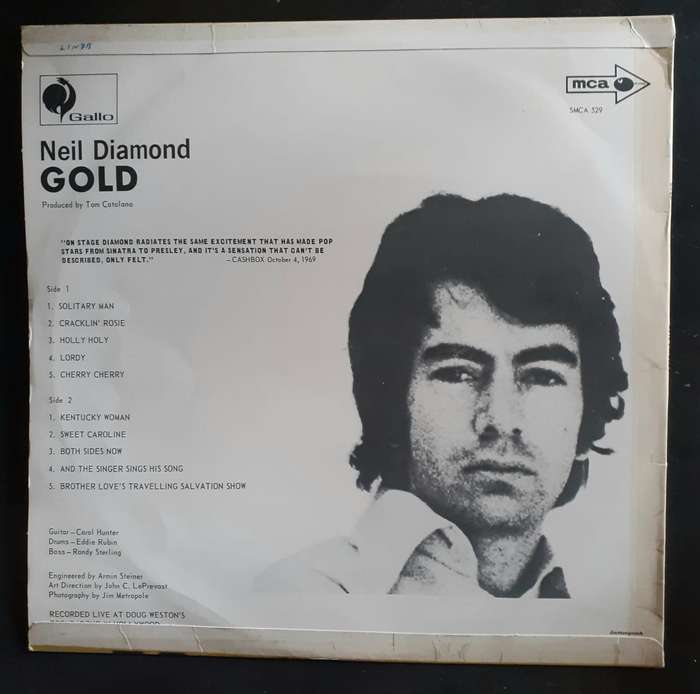 LINDA
Gallo
mca
SMCA 529
Neil Diamond
GOLD
Produced by Tom Catalano
"ON STAGE DIAMOND RADIATES THE SAME EXCITEMENT THAT HAS MADE POP
STARS FROM SINATRA TO PRESLEY, AND IT'S A SENSATION THAT CAN'T BE
DESCRIBED, ONLY FELT." —CASHBOX October 4, 1969
Side 1
1. SOLITARY MAN
2. CRACKLIN' ROSIE
3. HOLLY HOLY
4. LORDY
5. CHERRY CHERRY
Side 2
1. KENTUCKY WOMAN
2. SWEET CAROLINE
3. BOTH SIDES NOW
4. AND THE SINGER SINGS HIS SONG
5. BROTHER LOVE'S TRAVELLING SALVATION SHOW
Guitar—Carol Hunter
Drums—Eddie Rubin
Bass—Randy Sterling
Engineered by Armin Steiner
Art Direction by John C. LePrevost
Photography by Jim Metropole
RECORDED LIVE AT DOUG WESTON'S